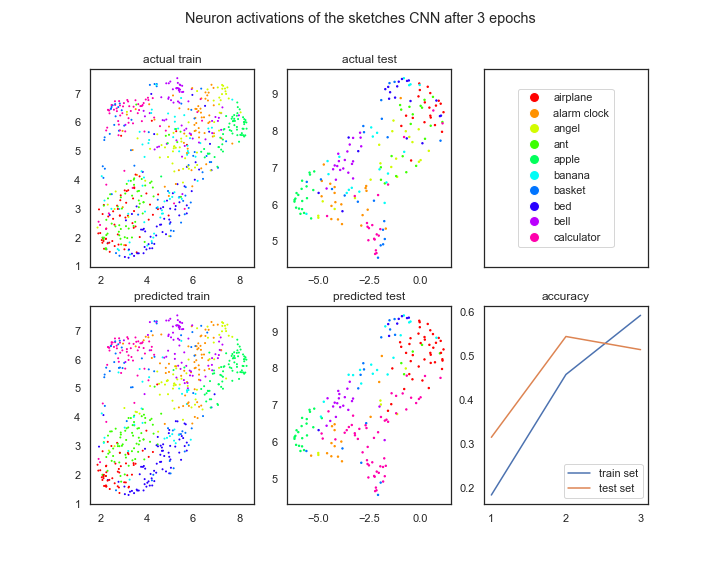 Neuron activations of the sketches CNN after 3 epochs
actual train
7
6
5
4
3
2
1
2
4
6
8
actual test
9
8
7
6
5
−5.0
−2.5
0.0
airplane
alarm clock
angel
ant
apple
banana
basket
bed
bell
calculator
predicted train
7
6
5
4
3
2
1
2
4
6
8
predicted test
9
8
7
6
5
−5.0
−2.5
0.0
accuracy
0.6
0.5
0.4
0.3
0.2
train set
test set
1
2
3